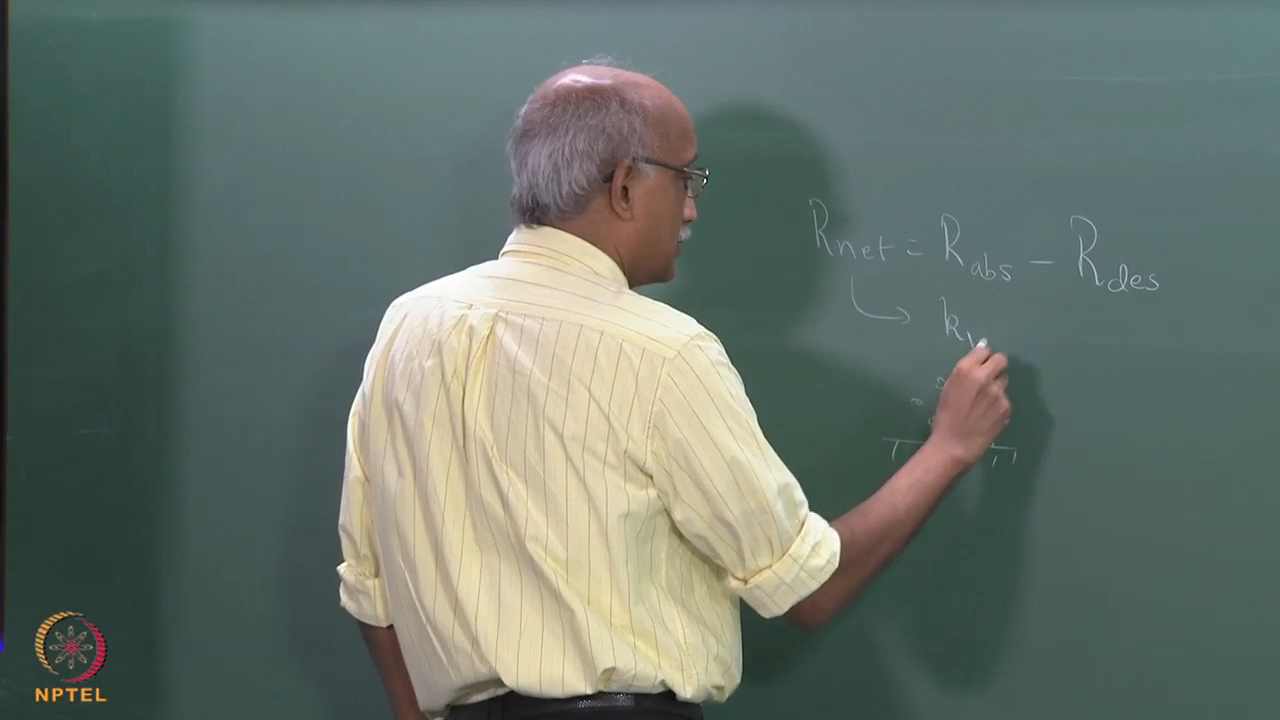 Rnet = Rabs - Rdes
k
NPTEL